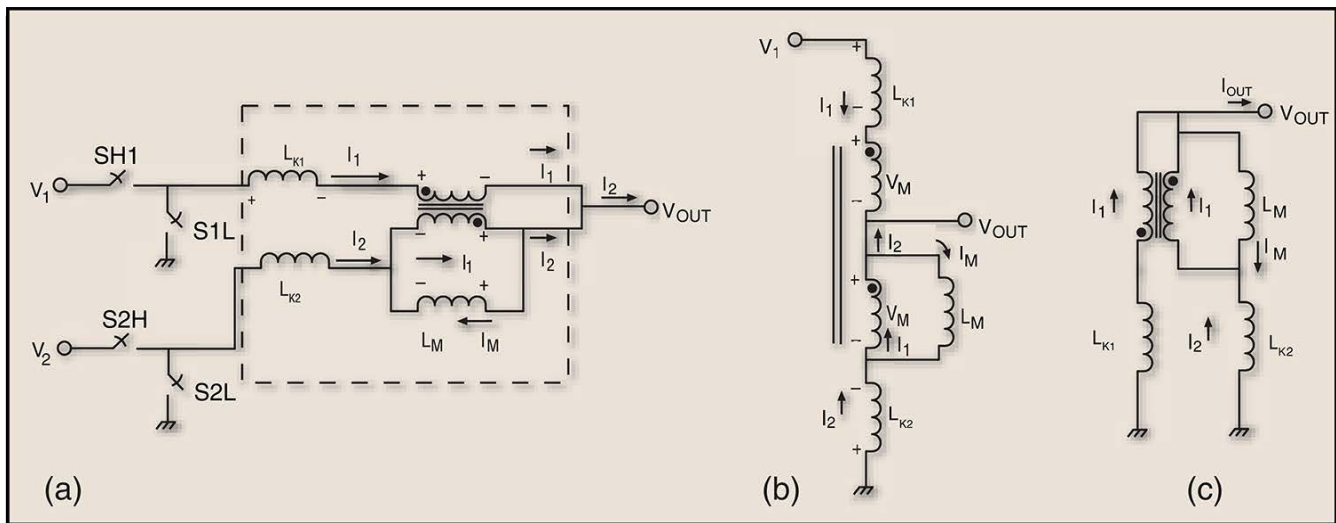 SH1
V1
S1L
LK1
I1
+ −
+ −
I1
I2
VOUT
I2
− +
I1
I2
LK2
− +
LM
IM
S2H
V2
S2L
(a)
V1
+
LK1
I1
−
+
VM
−
VOUT
I2
IM
+
VM
LM
−
I1
−
I2
LK2
+
(b)
IOUT
VOUT
I1
I1
LM
IM
LK1
I2
LK2
(c)